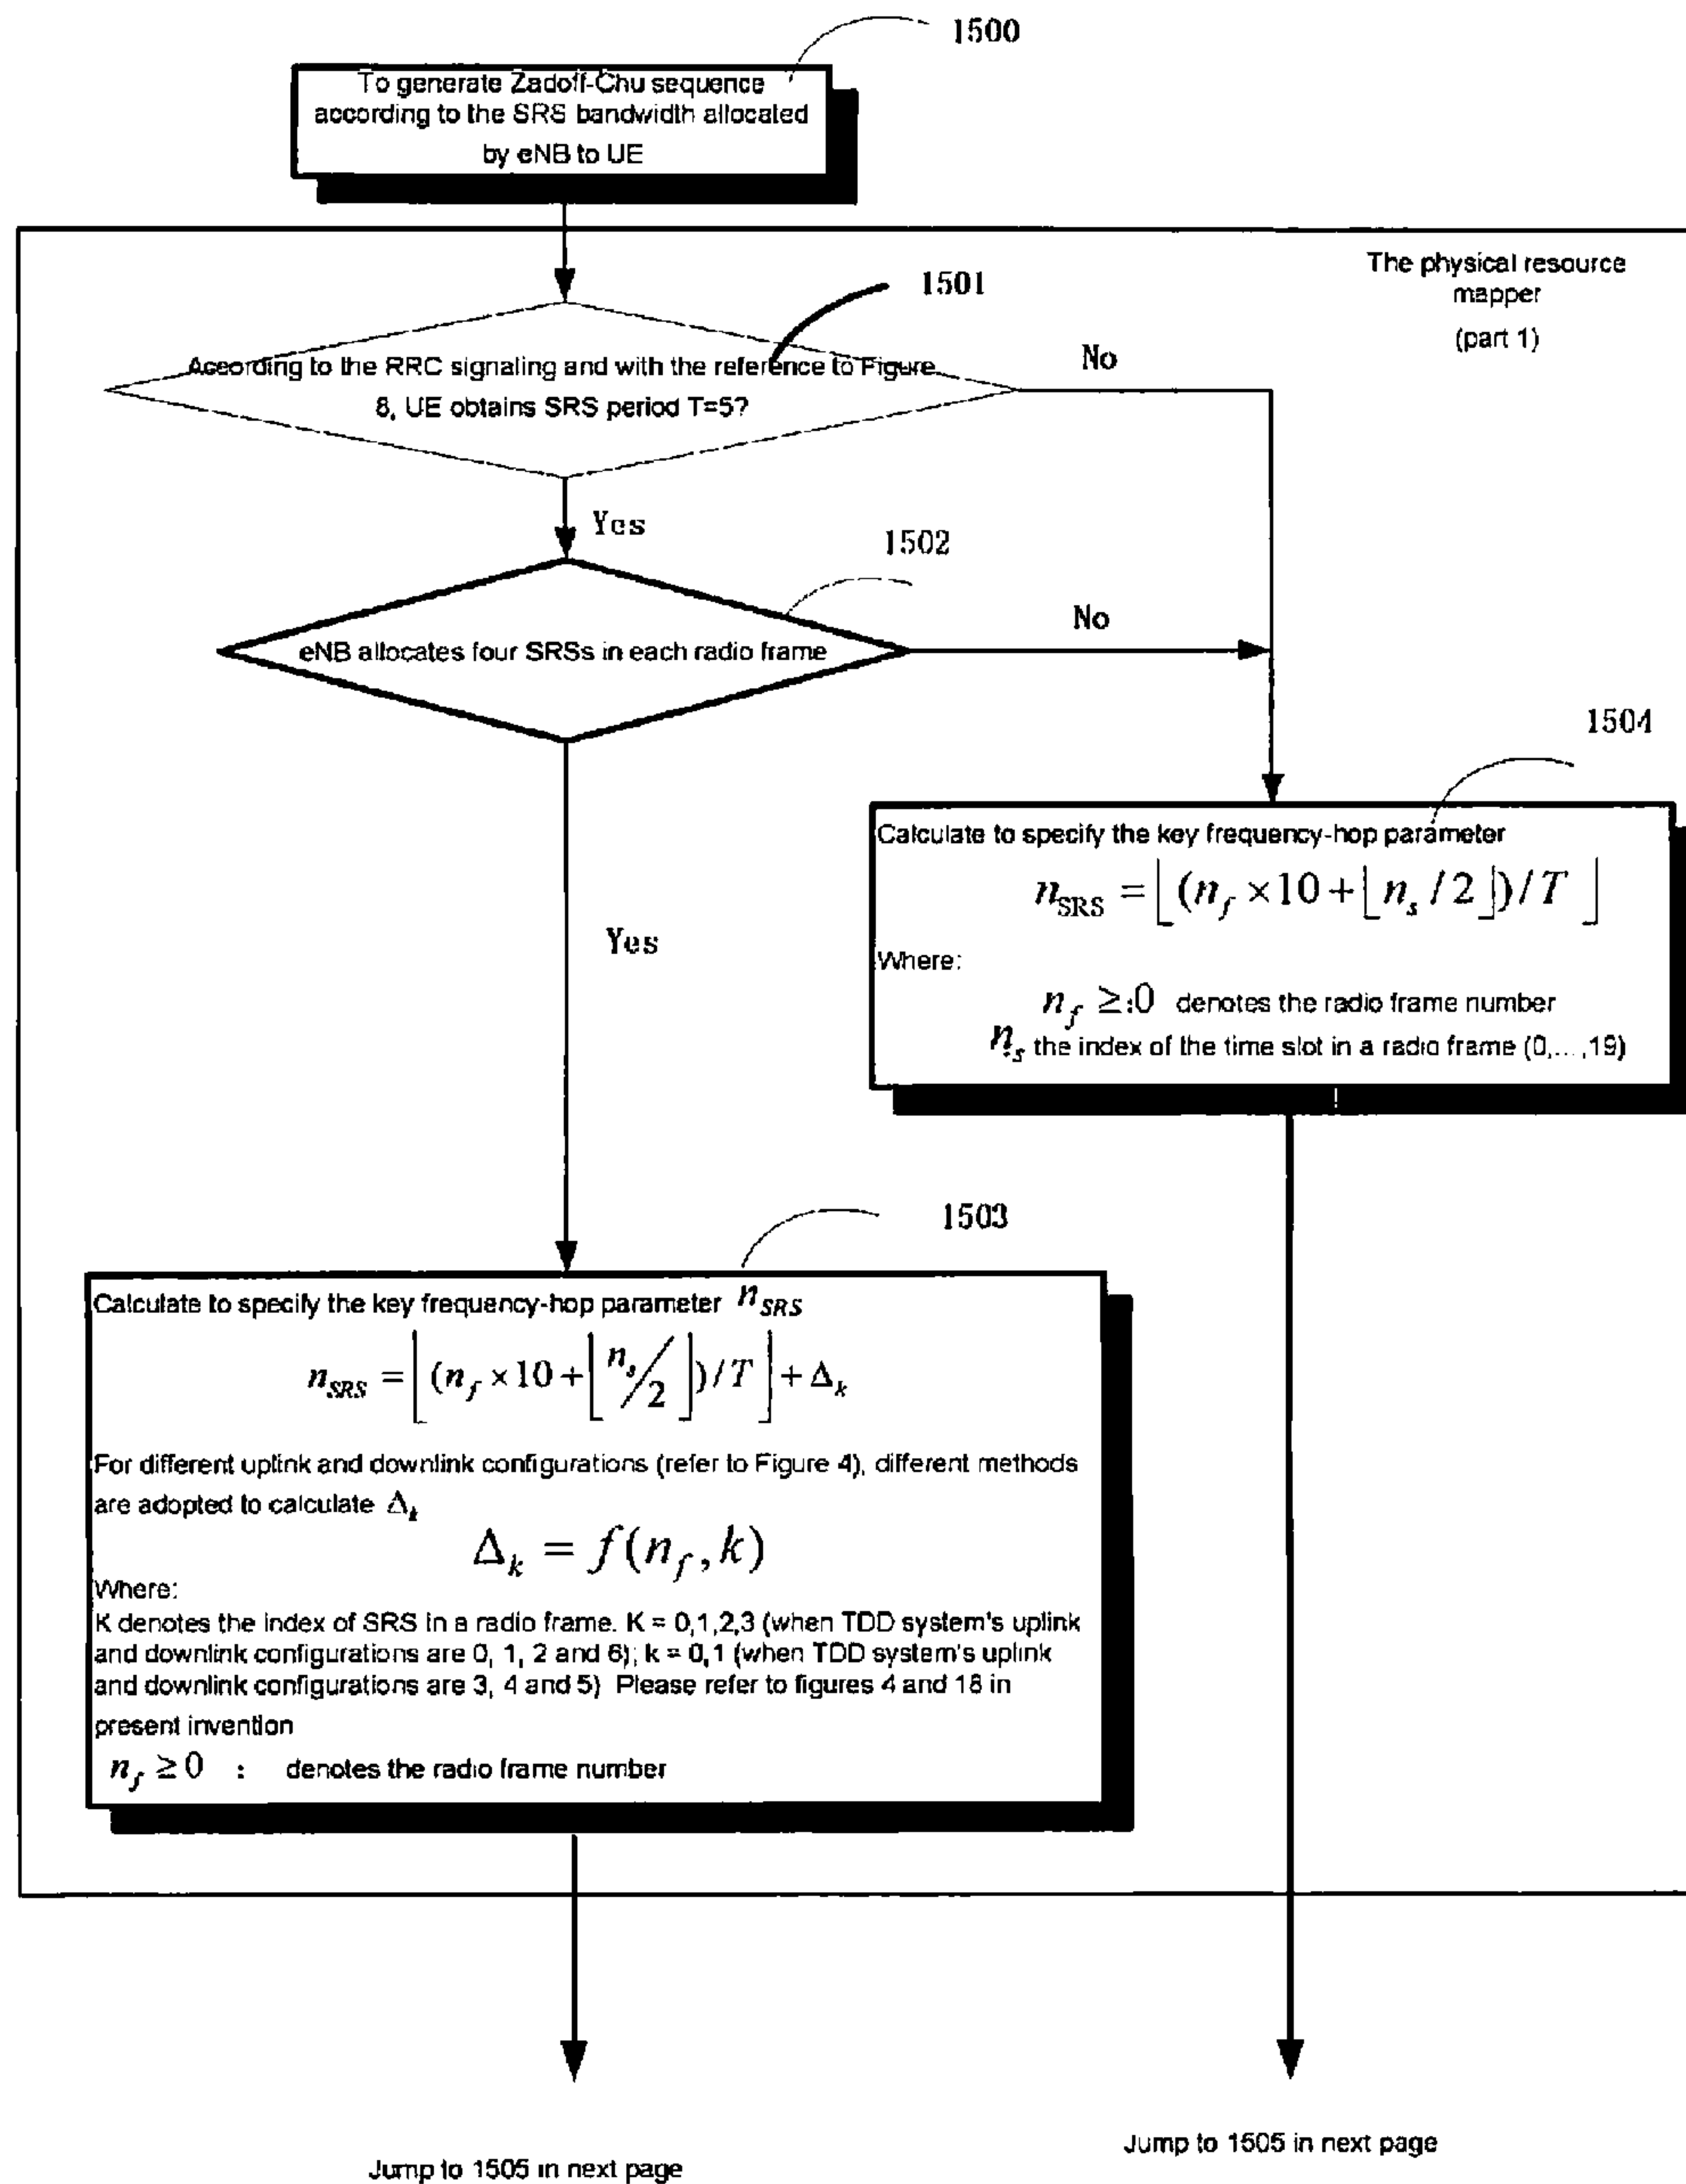 1500
To generate Zadoff-Chu sequence
according to the SRS bandwidth allocated
by eNB to UE
The physical resource
mapper
(part 1)
1501
According to the RRC signaling and with the reference to Figure
8, UE obtains SRS period T=5?
No
Yes
1502
eNB allocates four SRSs in each radio frame
No
Yes
1504
Calculate to specify the key frequency-hop parameter
n_SRS = ⌊(n_f ×10+⌊n_s /2⌋)/T⌋
Where:
n_f ≥:0 denotes the radio frame number
n_s the index of the time slot in a radio frame (0,...,19)
1503
Calculate to specify the key frequency-hop parameter n_SRS
n_SRS = ⌊(n_f ×10+⌊n_s/2⌋)/T⌋+Δ_k
For different uplink and downlink configurations (refer to Figure 4), different methods
are adopted to calculate Δ_k
Δ_k = f(n_f, k)
Where:
K denotes the index of SRS in a radio frame. K = 0,1,2,3 (when TDD system's uplink
and downlink configurations are 0, 1, 2 and 6); k = 0,1 (when TDD system's uplink
and downlink configurations are 3, 4 and 5) Please refer to figures 4 and 18 in
present invention
n_f ≥ 0 : denotes the radio frame number
Jump to 1505 in next page
Jump to 1505 in next page